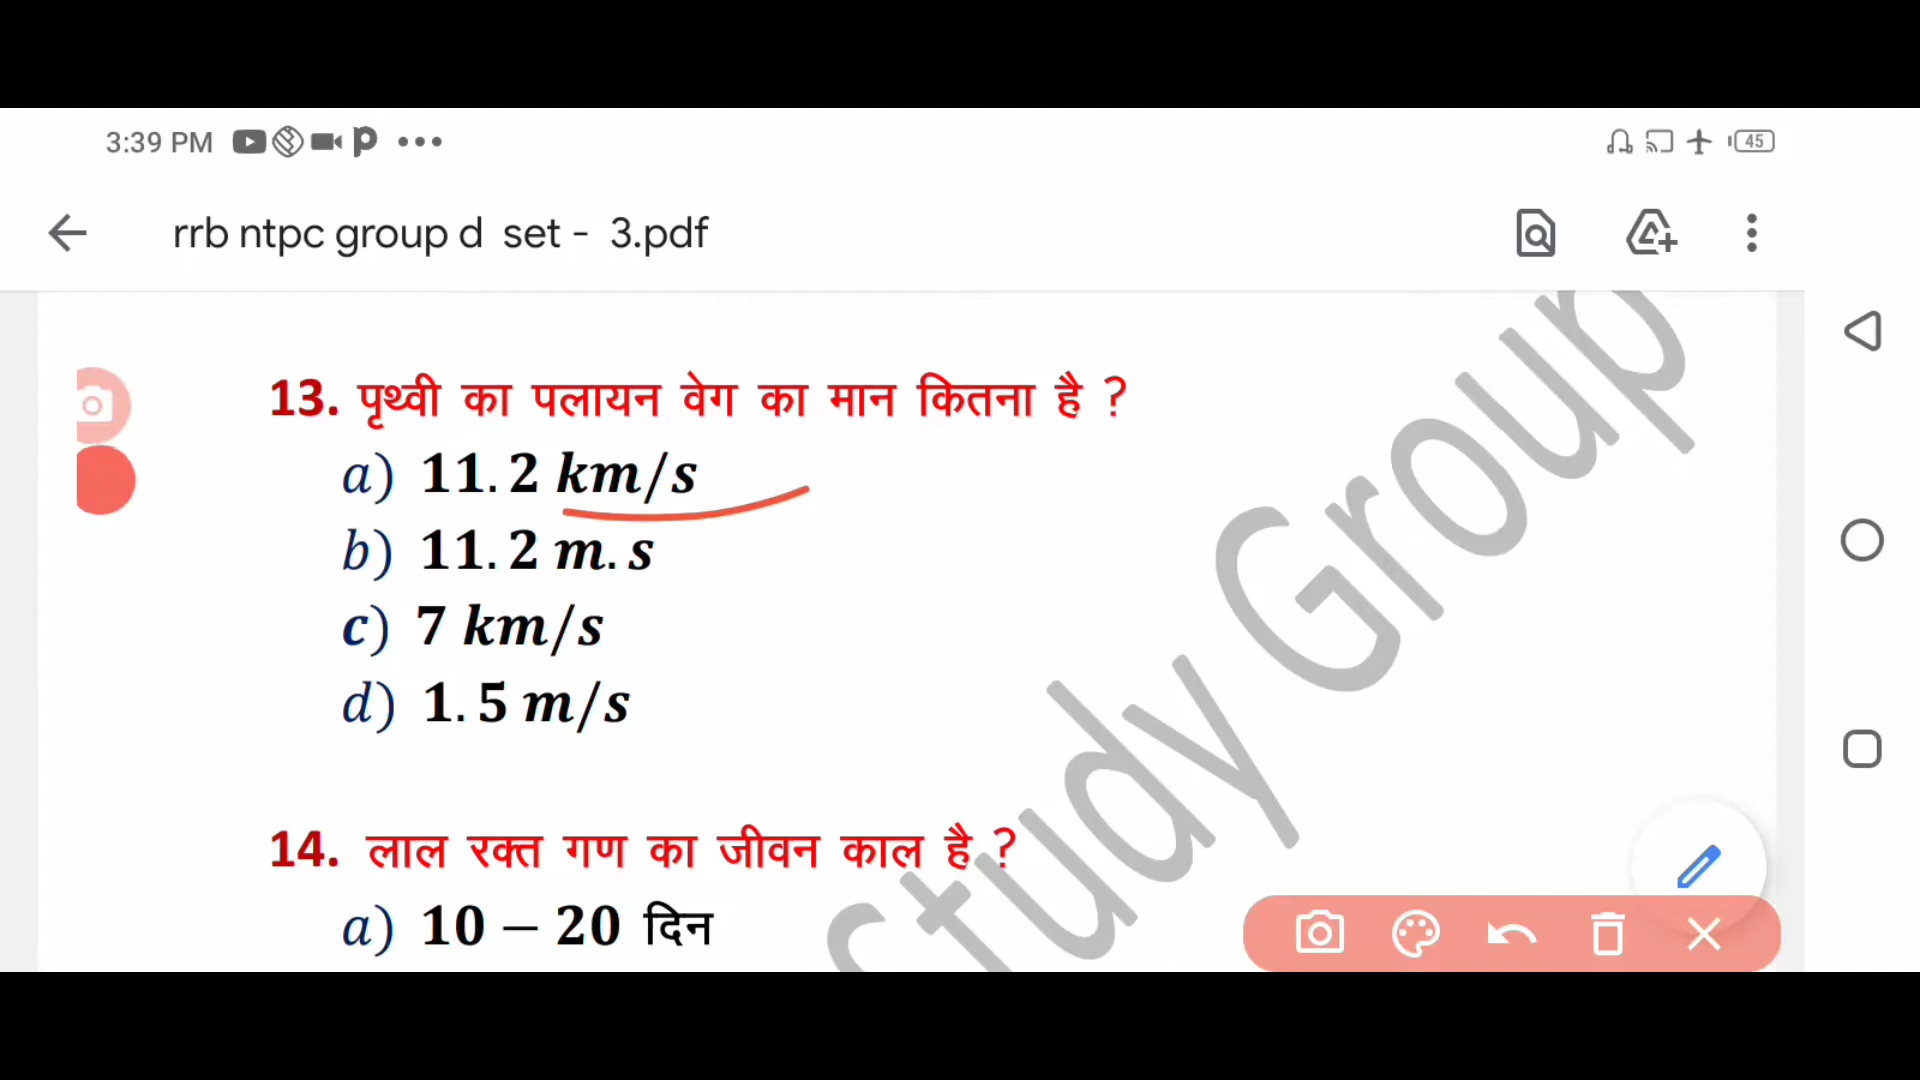 3:39 PM
45
rrb ntpc group d set - 3.pdf
13. पृथ्वी का पलायन वेग का मान कितना है ?
a) 11.2 km/s
b) 11.2 m.s
c) 7 km/s
d) 1.5 m/s
14. लाल रक्त गण का जीवन काल है ?
a) 10 – 20 दिन
Study Group